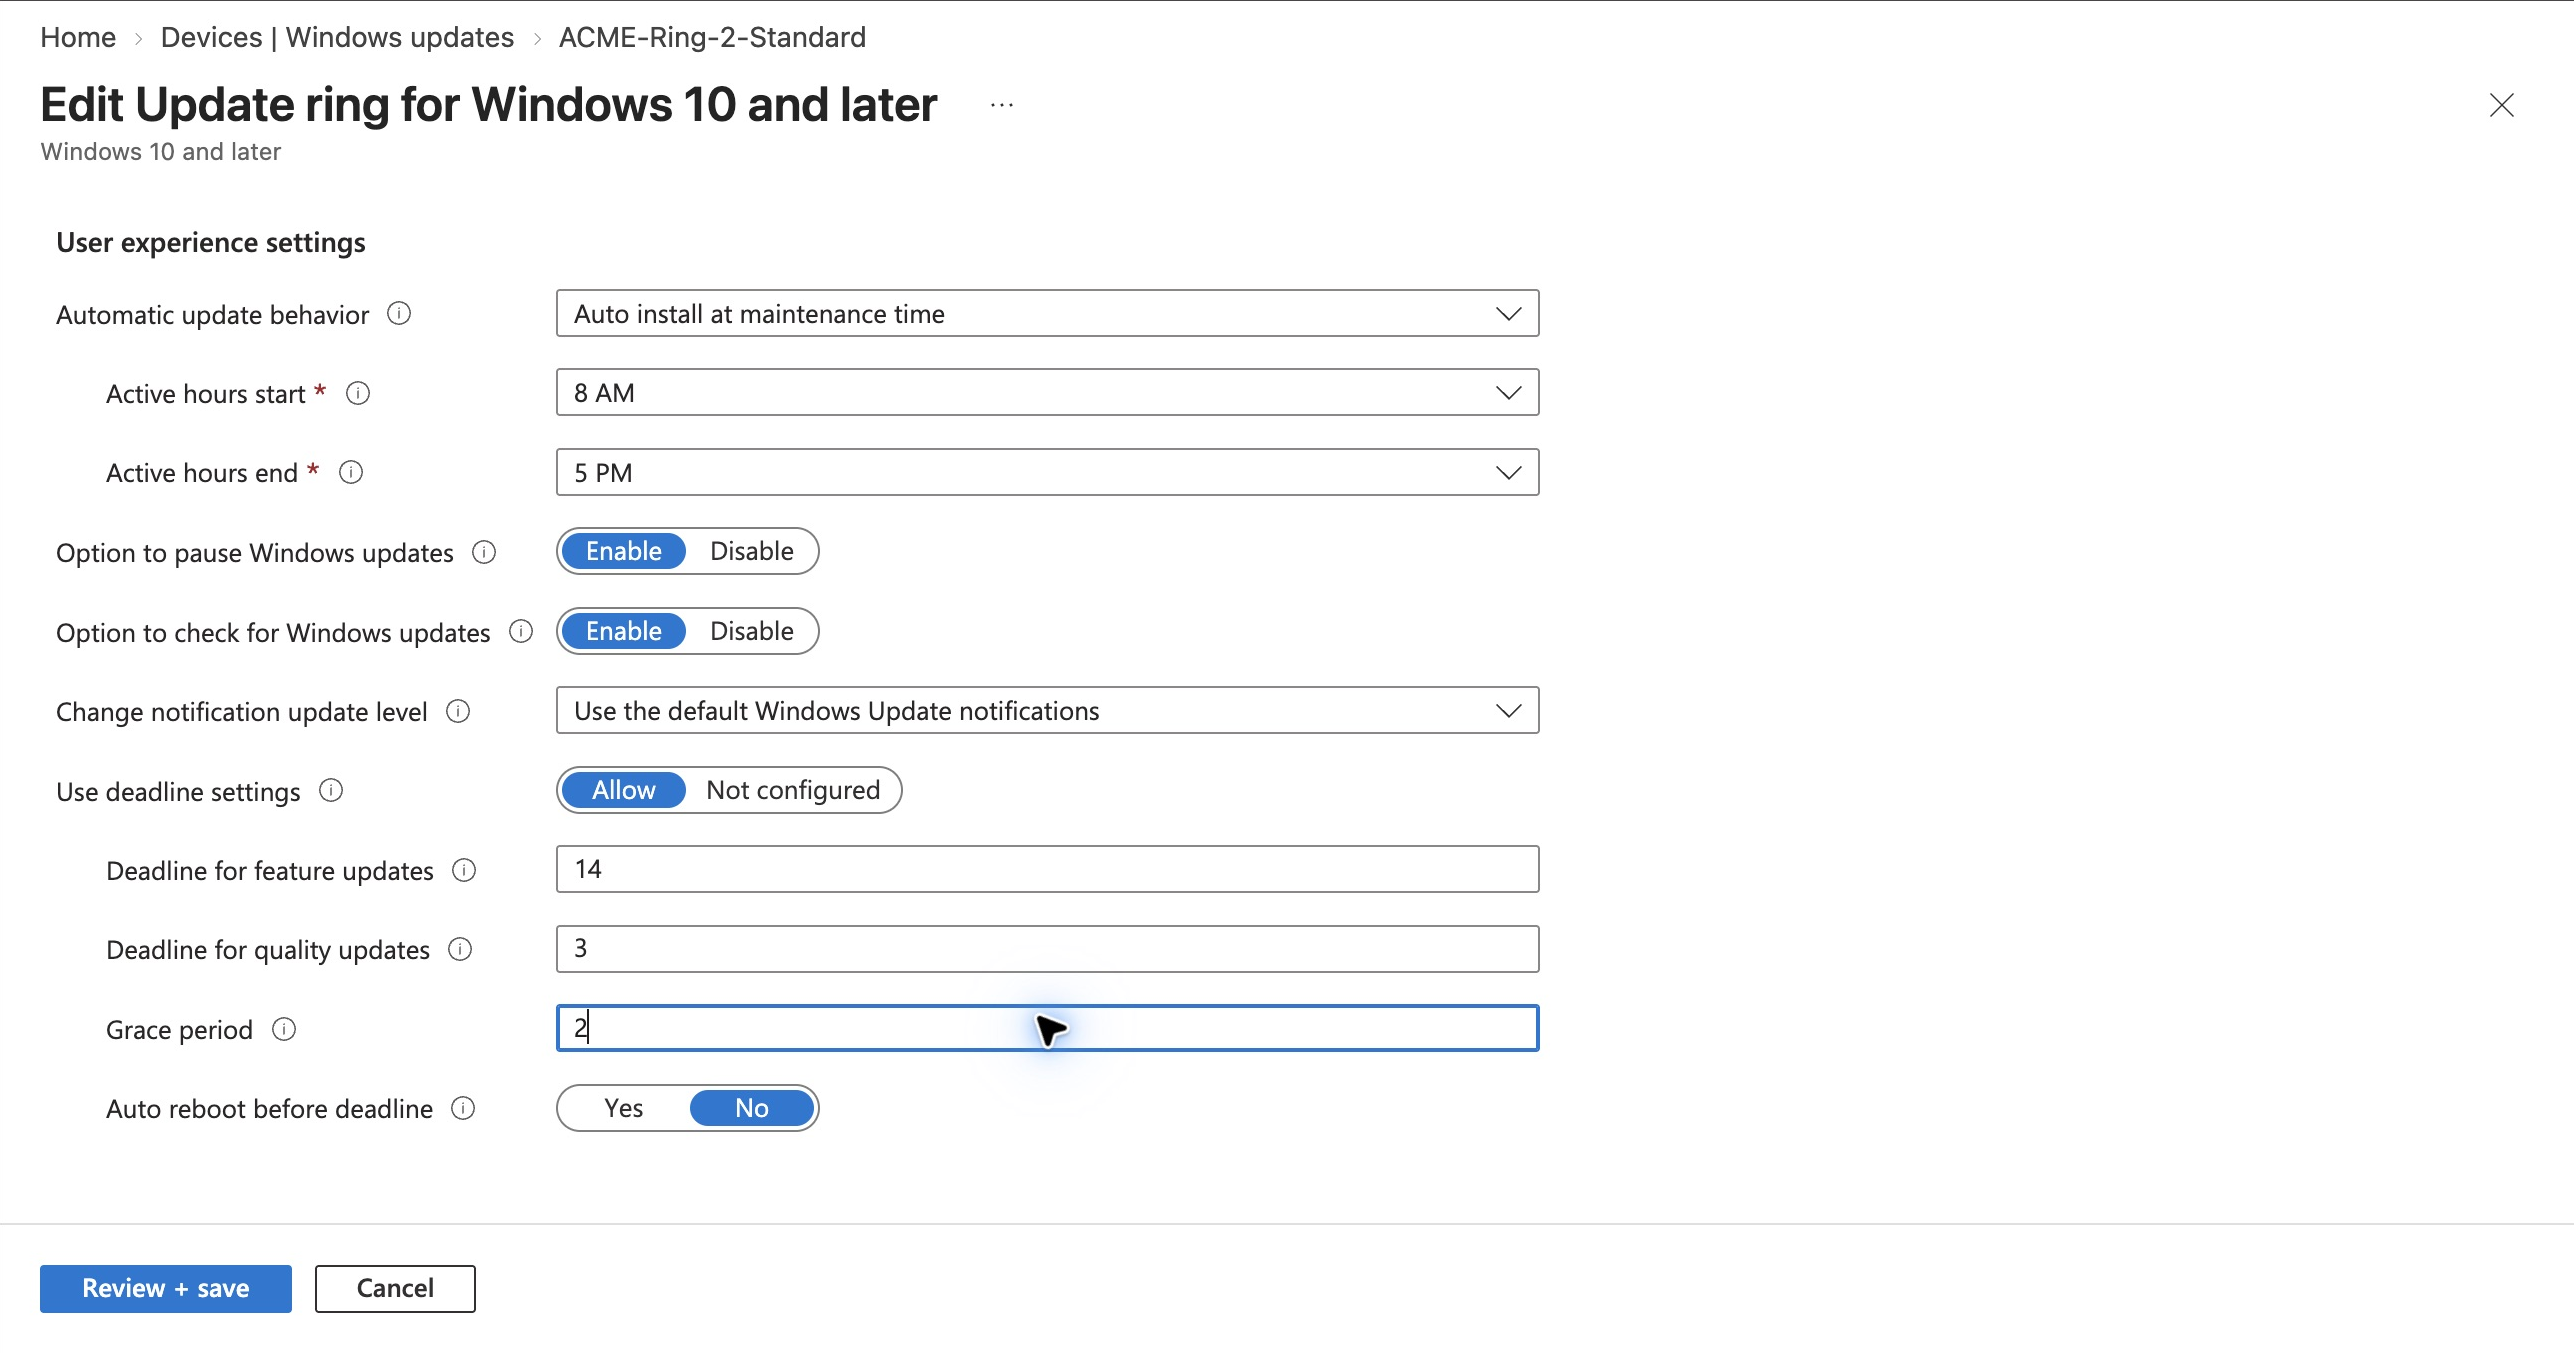 Home > Devices | Windows updates > ACME-Ring-2-Standard
Edit Update ring for Windows 10 and later ...
Windows 10 and later
User experience settings
Automatic update behavior Auto install at maintenance time
Active hours start * 8 AM
Active hours end * 5 PM
Option to pause Windows updates Enable Disable
Option to check for Windows updates Enable Disable
Change notification update level Use the default Windows Update notifications
Use deadline settings Allow Not configured
Deadline for feature updates 14
Deadline for quality updates 3
Grace period 2
Auto reboot before deadline Yes No
Review + save Cancel